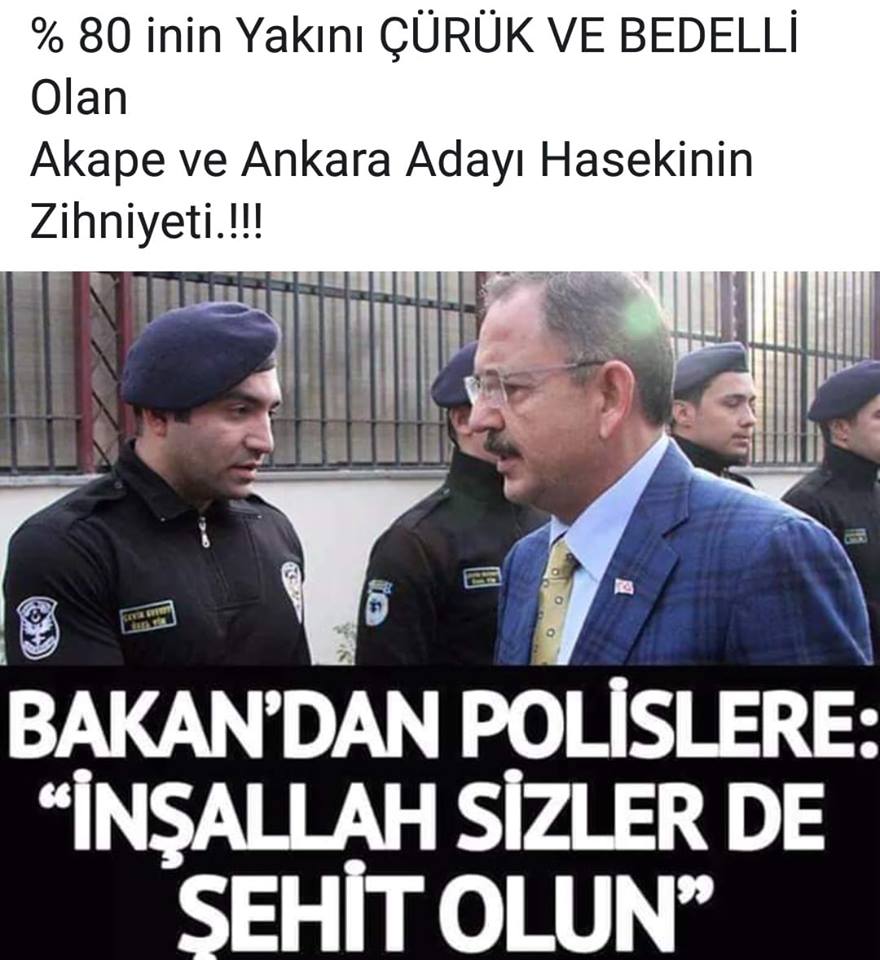 % 80 inin Yakını ÇÜRÜK VE BEDELLİ
Olan
Akape ve Ankara Adayı Hasekinin
Zihniyeti.!!!
BAKAN'DAN POLİSLERE:
“İNŞALLAH SİZLER DE
ŞEHİT OLUN”